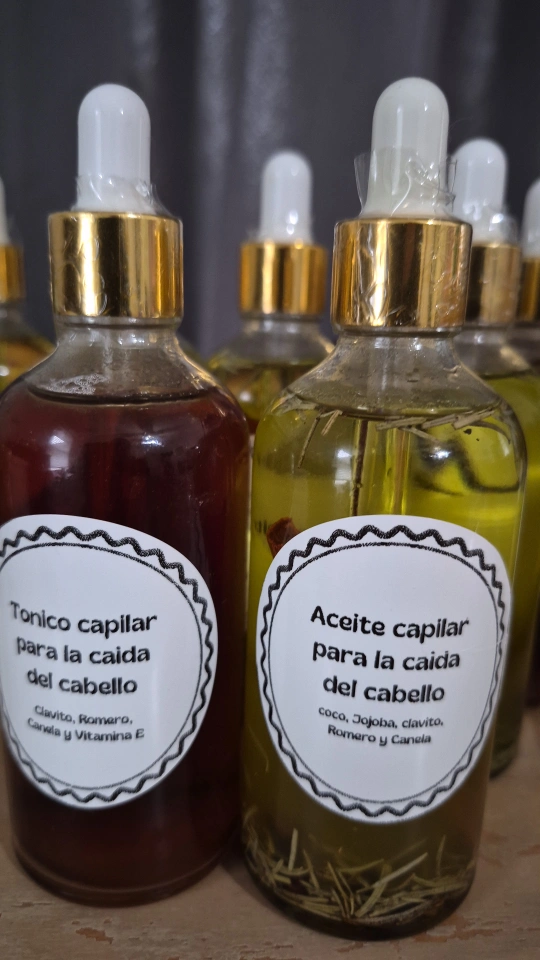 Tonico capilar
para la caida
del cabello
Clavito, Romero,
Canela y Vitamina E
Aceite capilar
para la caida
del cabello
coco, Jojoba, clavito,
Romero y Canela